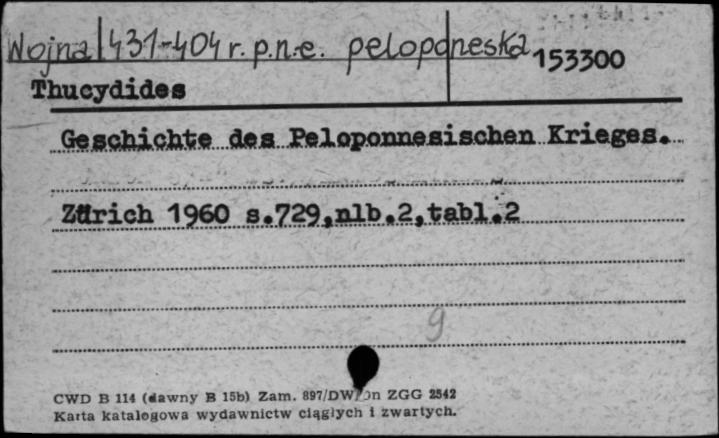 Wojna 431-404 r. p.n.e. peloponeska
153300
Thucydides
Geschichte des Peloponnesischen Krieges.
Zürich 1960 s.729,nlb.2,tabl.2
9
CWD B 114 (dawny B 15b) Zam. 897/DW/Dn ZGG 2542
Karta katalogowa wydawnictw ciągłych i zwartych.